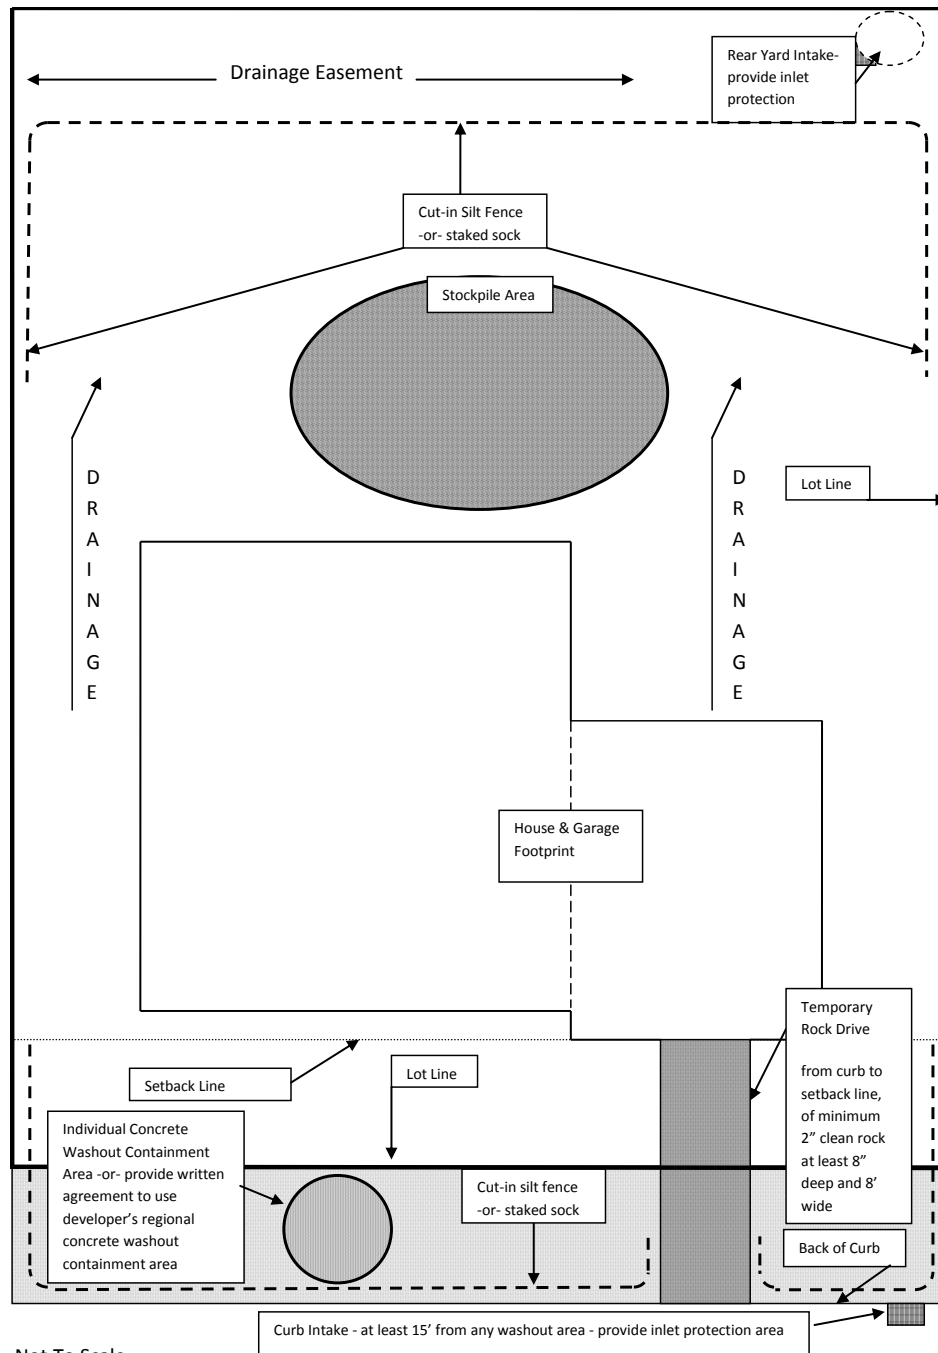 Drainage Easement
Rear Yard Intake-
provide inlet
protection
Cut-in Silt Fence
-or- staked sock
Stockpile Area
D
R
A
I
N
A
G
E
D
R
A
I
N
A
G
E
Lot Line
House & Garage
Footprint
Temporary
Rock Drive
from curb to
setback line,
of minimum
2” clean rock
at least 8”
deep and 8’
wide
Setback Line
Lot Line
Individual Concrete
Washout Containment
Area -or- provide written
agreement to use
developer’s regional
concrete washout
containment area
Cut-in silt fence
-or- staked sock
Back of Curb
Curb Intake - at least 15’ from any washout area - provide inlet protection area
Not To Scale